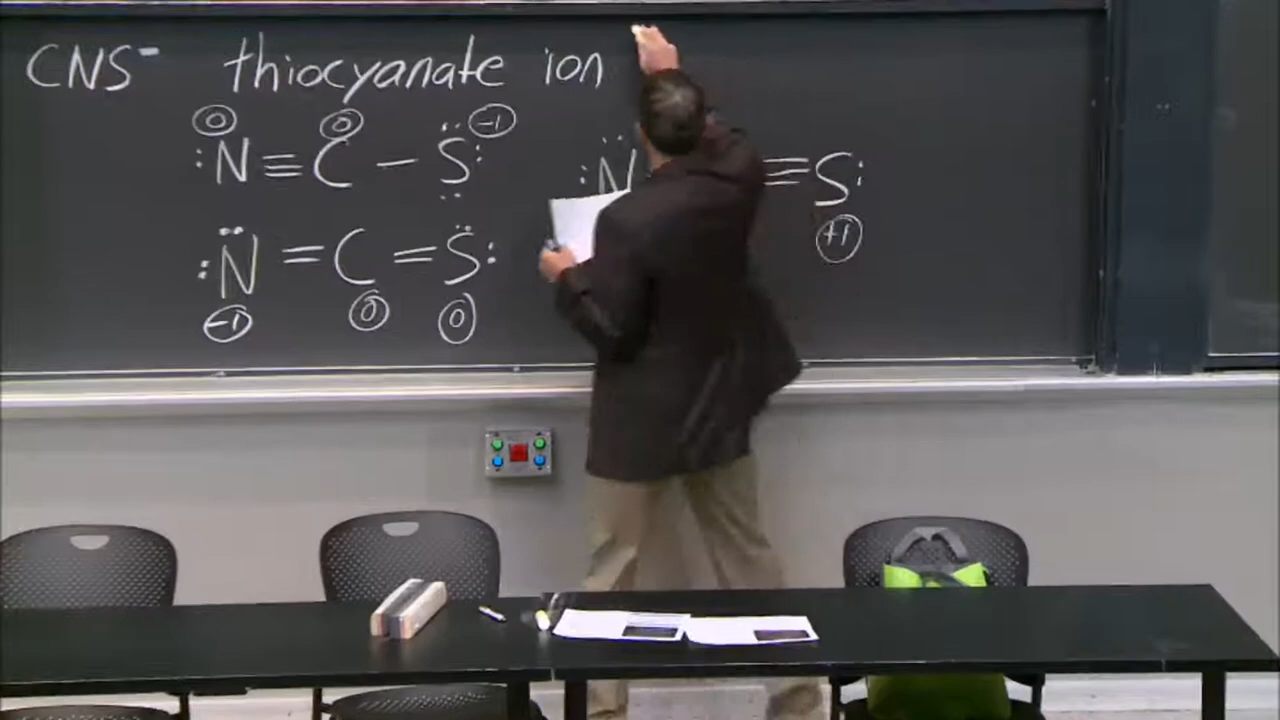 CNS⁻ thiocyanate ion
0 0 -1
:N̈ ≡ C – S̈:
:N̈ = C = S̈:
-1 0 0
:N̈ ≡S:
+1